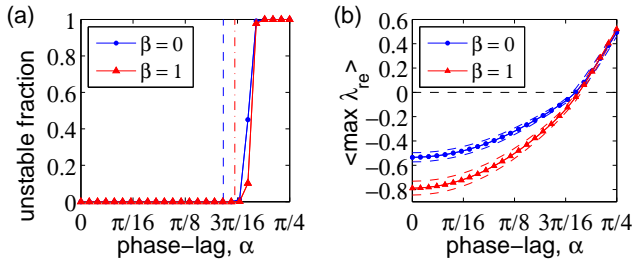 (a)
unstable fraction
1
0.8
0.6
0.4
0.2
0
β = 0
β = 1
0 π/16 π/8 3π/16 π/4
phase−lag, α
(b)
<max λre>
0.6
0.4
0.2
0
−0.2
−0.4
−0.6
−0.8
β = 0
β = 1
0 π/16 π/8 3π/16 π/4
phase−lag, α